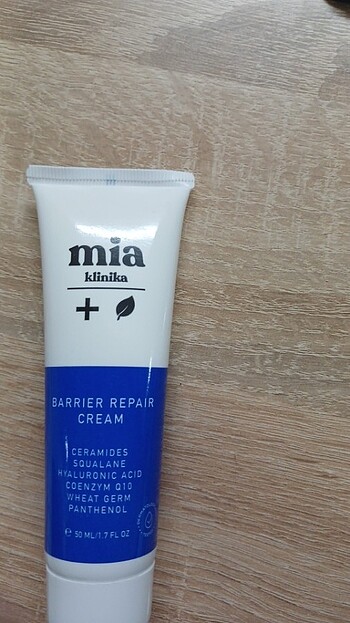 mia
klinika
BARRIER REPAIR
CREAM
CERAMIDES
SQUALANE
HYALURONIC ACID
COENZYM Q10
WHEAT GERM
PANTHENOL
℮ 50 ML/1.7 FL OZ